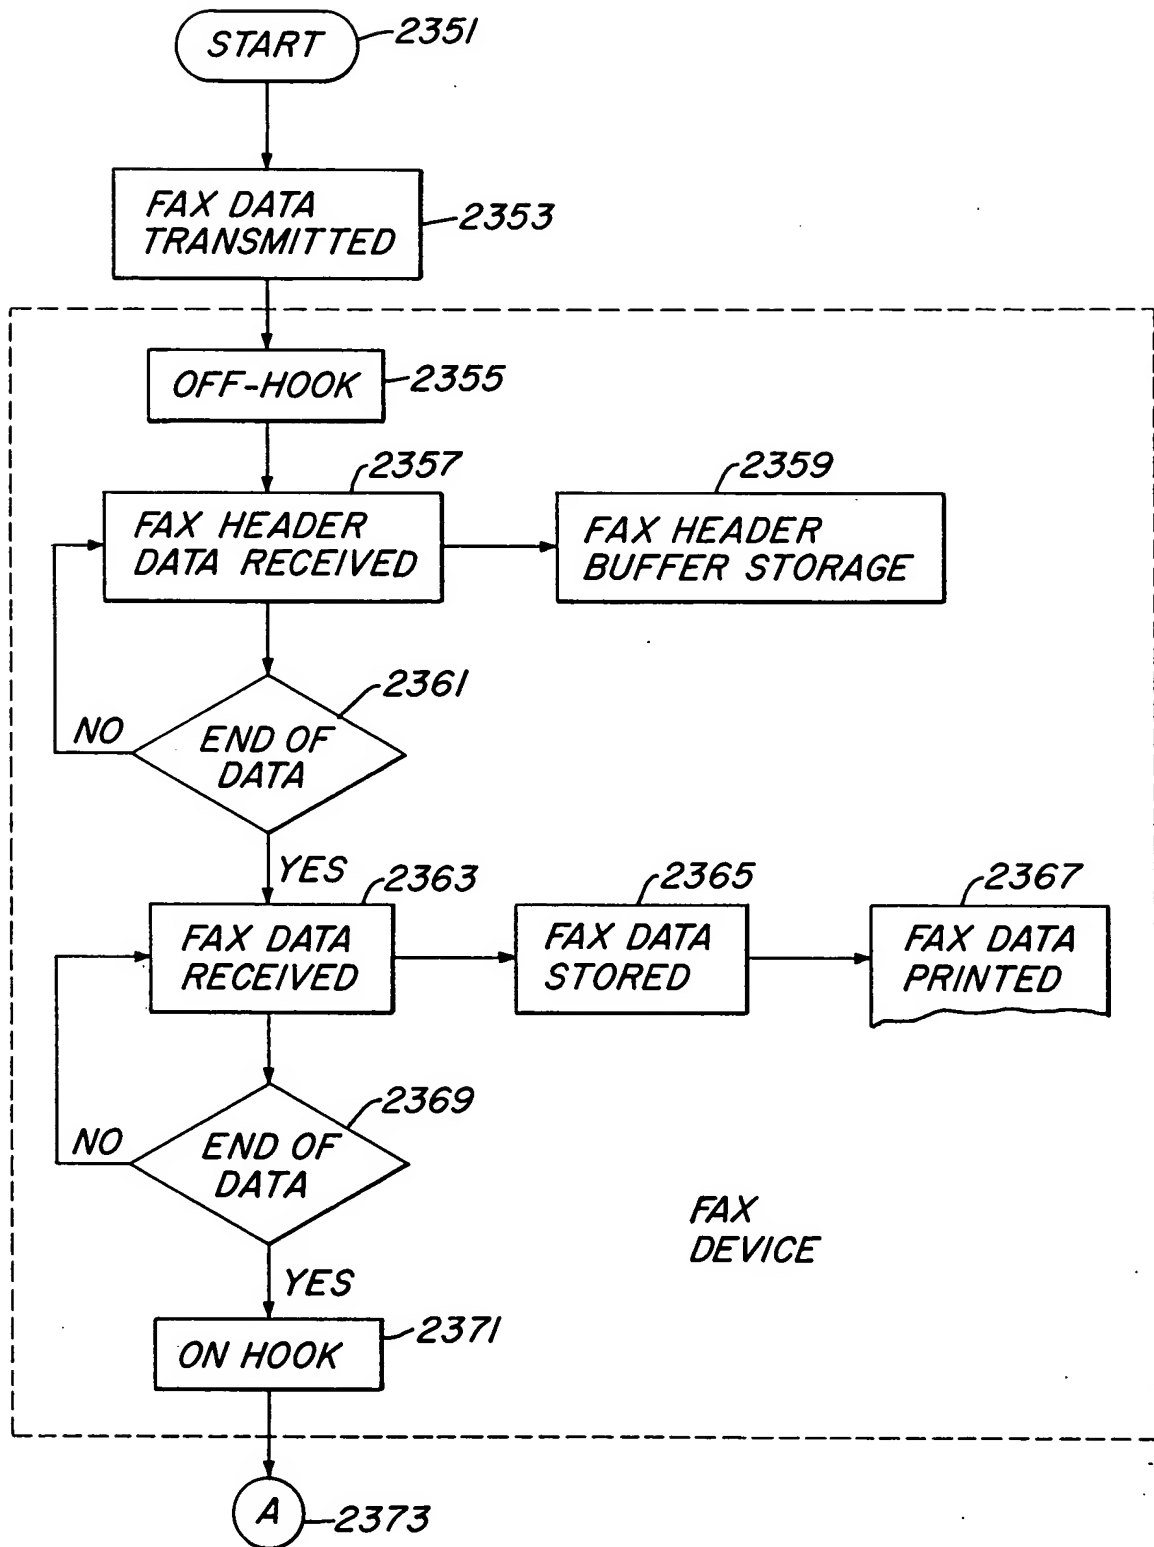 START
2351
FAX DATA
TRANSMITTED
2353
OFF-HOOK
2355
2357
FAX HEADER
DATA RECEIVED
2359
FAX HEADER
BUFFER STORAGE
2361
NO
END OF
DATA
YES
2363
FAX DATA
RECEIVED
2365
FAX DATA
STORED
2367
FAX DATA
PRINTED
2369
NO
END OF
DATA
FAX
DEVICE
YES
2371
ON HOOK
A
2373